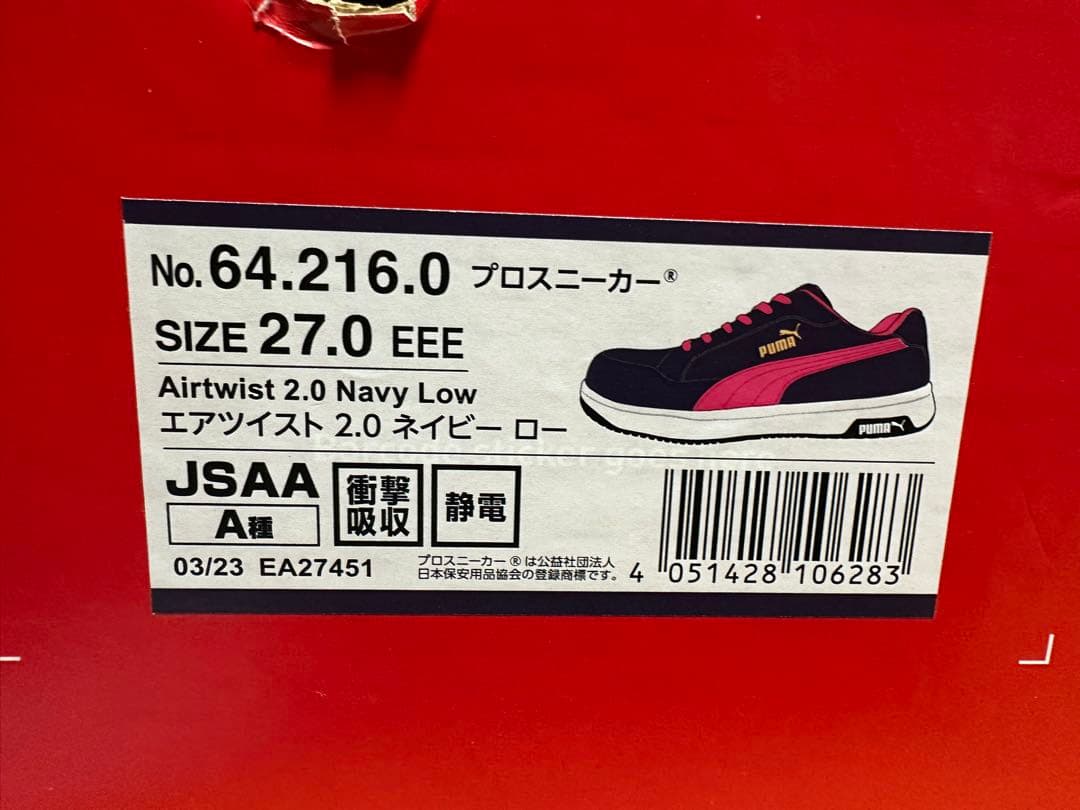 No.64.216.0 プロスニーカー®
SIZE 27.0 EEE
Airtwist 2.0 Navy Low
エアツイスト 2.0 ネイビー ロー
PUMA
PUMA
JSAA
A種
衝撃
吸収
静電
03/23 EA27451
プロスニーカー®は公益社団法人
日本保安用品協会の登録商標です。
4 051428 106283